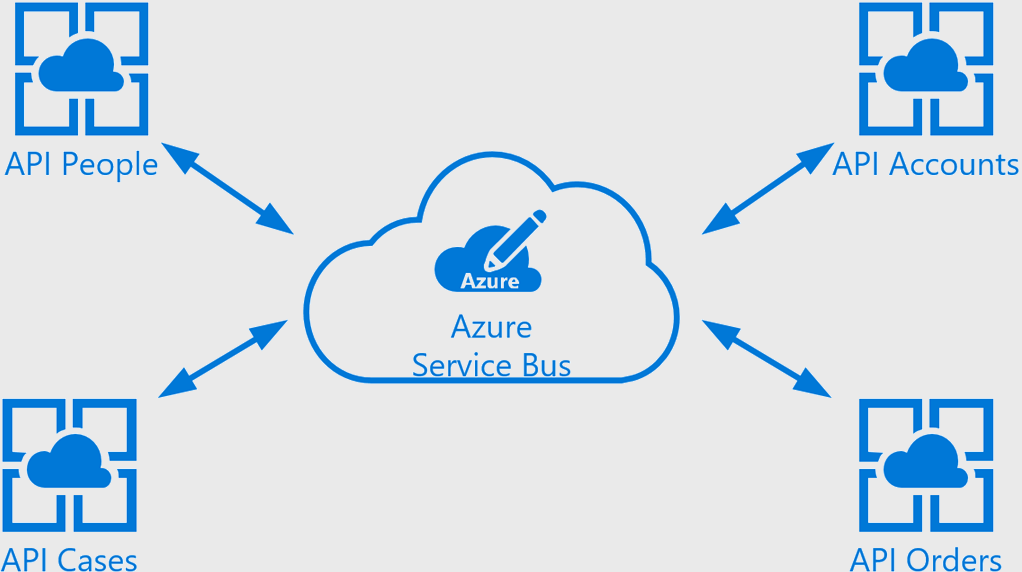 API People
API Accounts
Azure
Azure
Service Bus
API Cases
API Orders